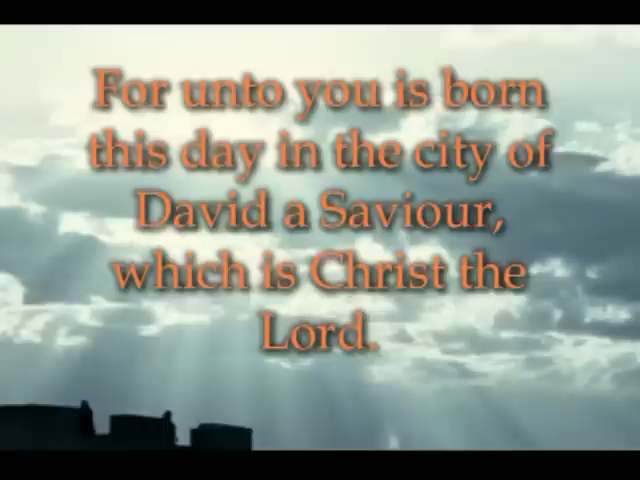 For unto you is born
this day in the city of
David a Saviour,
which is Christ the
Lord.